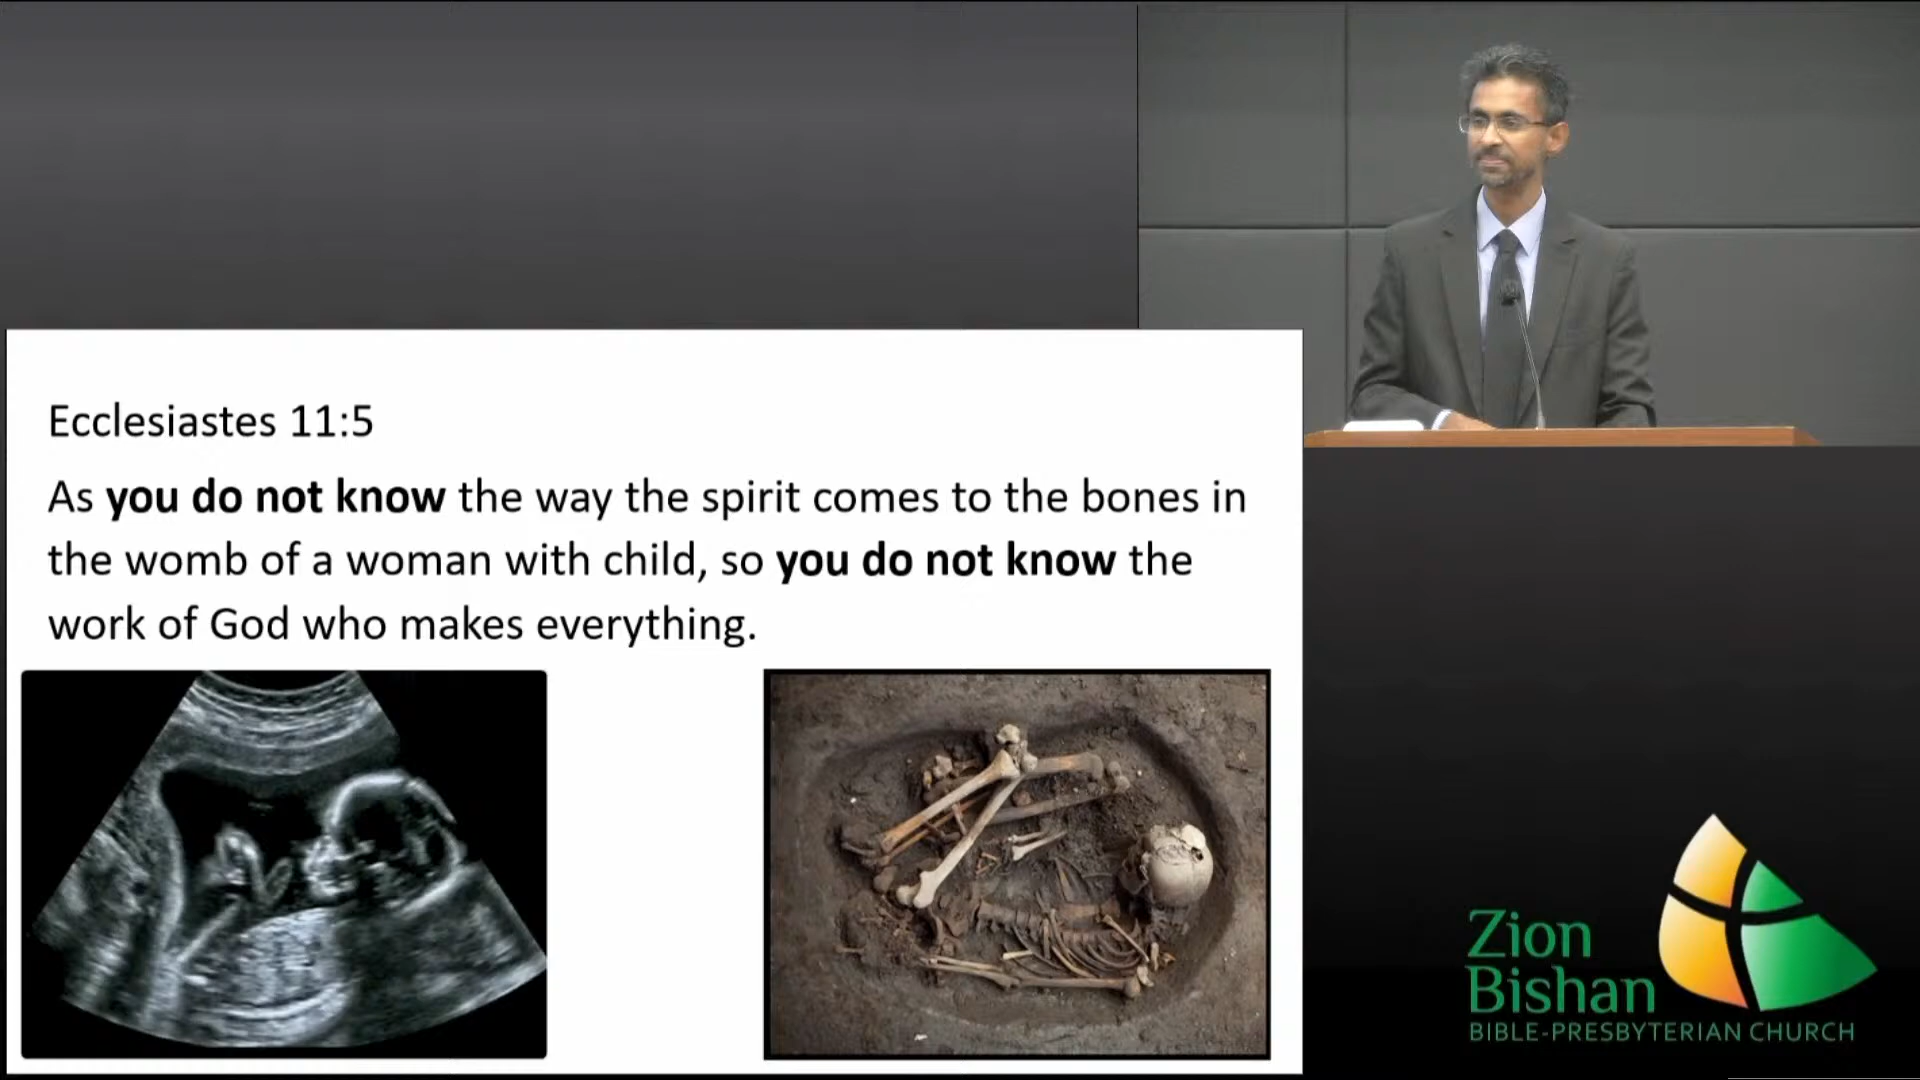 Ecclesiastes 11:5
As you do not know the way the spirit comes to the bones in
the womb of a woman with child, so you do not know the
work of God who makes everything.
Zion
Bishan
BIBLE-PRESBYTERIAN CHURCH